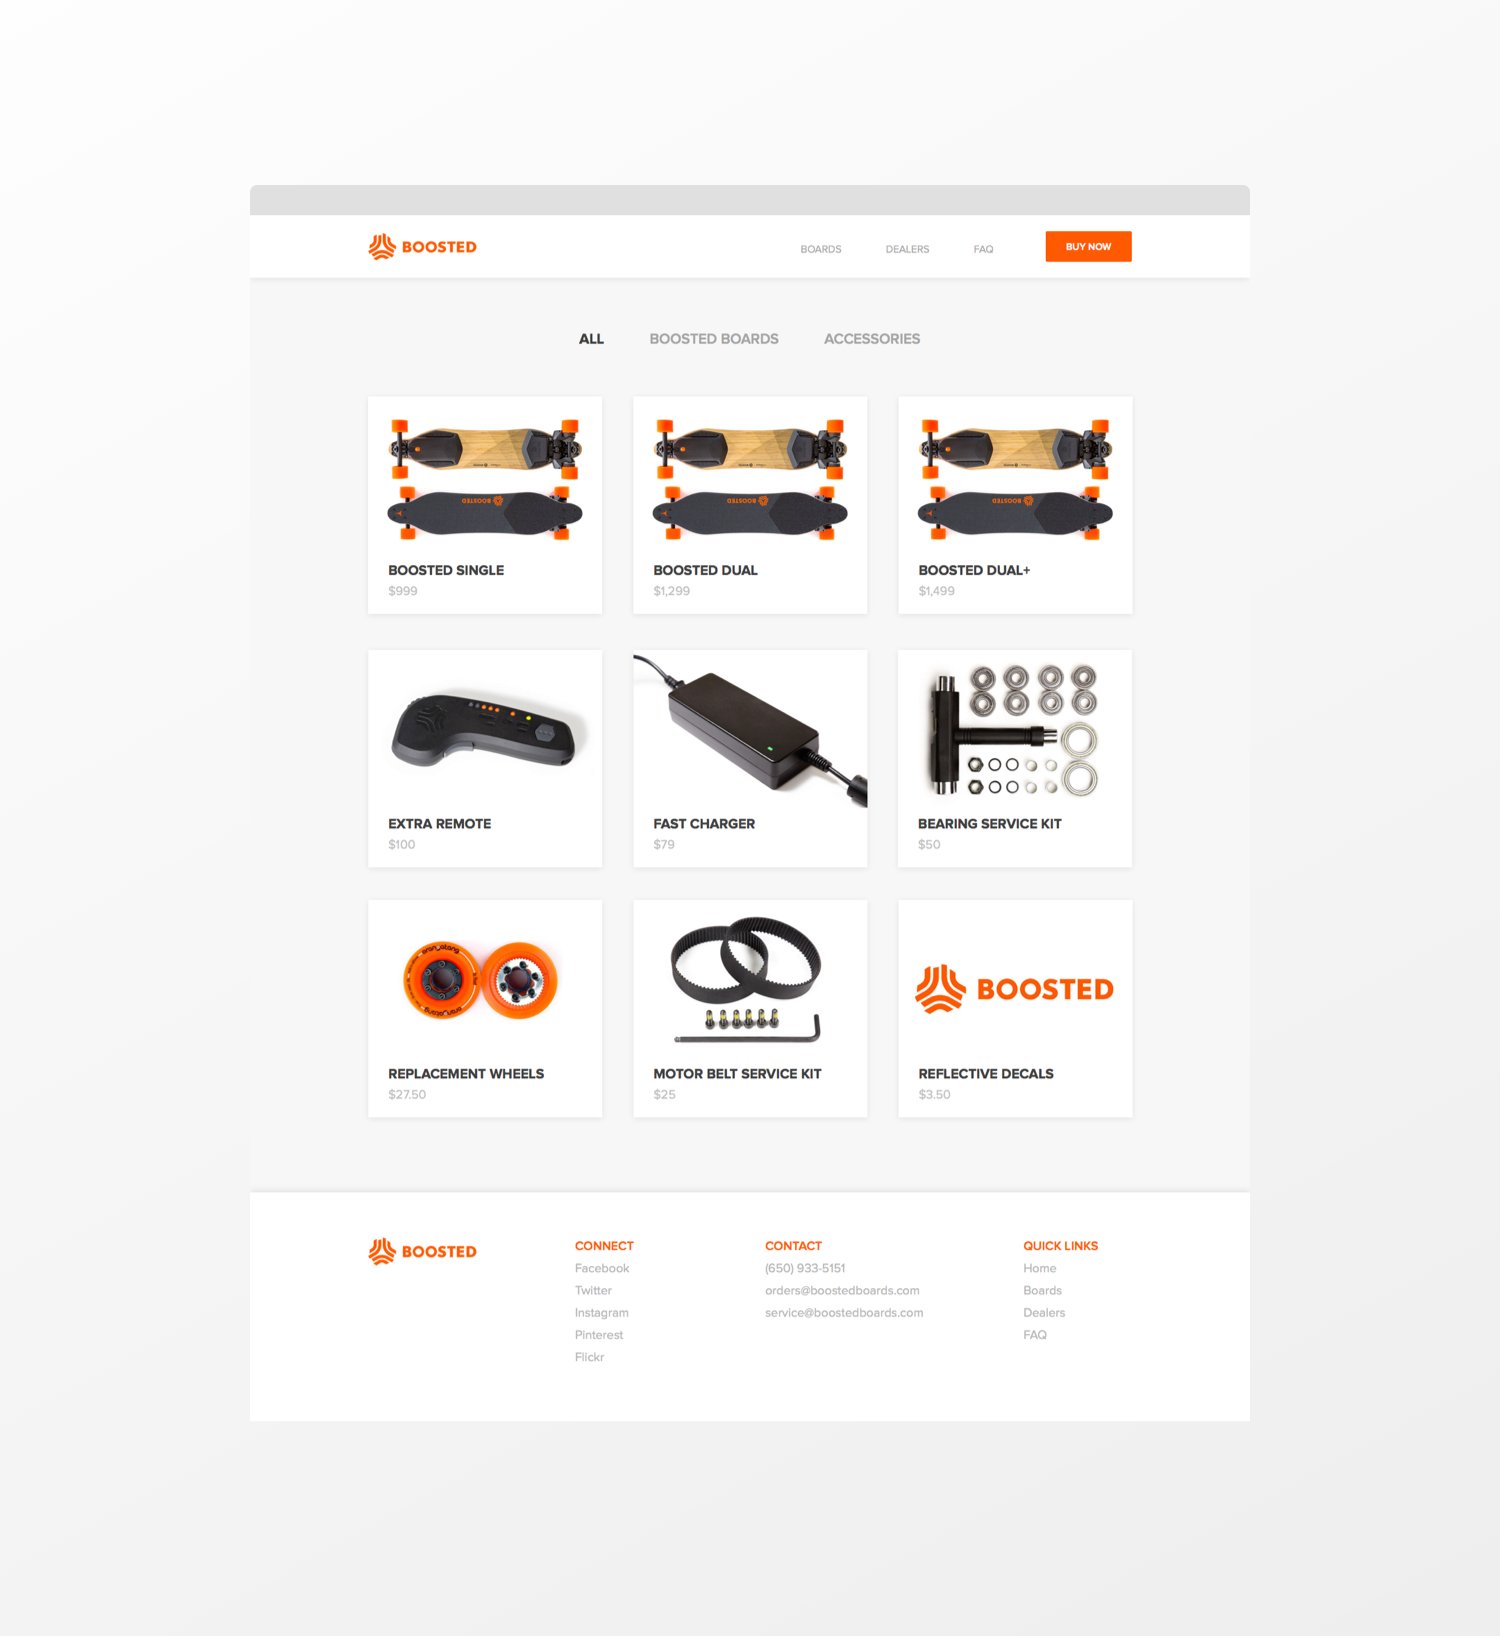 BOOSTED
BOARDS DEALERS FAQ BUY NOW
ALL BOOSTED BOARDS ACCESSORIES
BOOSTED
BOOSTED
BOOSTED
BOOSTED SINGLE
$999
BOOSTED DUAL
$1,299
BOOSTED DUAL+
$1,499
EXTRA REMOTE
$100
FAST CHARGER
$79
BEARING SERVICE KIT
$50
BOOSTED
REPLACEMENT WHEELS
$27.50
MOTOR BELT SERVICE KIT
$25
REFLECTIVE DECALS
$3.50
BOOSTED
CONNECT
Facebook
Twitter
Instagram
Pinterest
Flickr
CONTACT
(650) 933-5151
orders@boostedboards.com
service@boostedboards.com
QUICK LINKS
Home
Boards
Dealers
FAQ